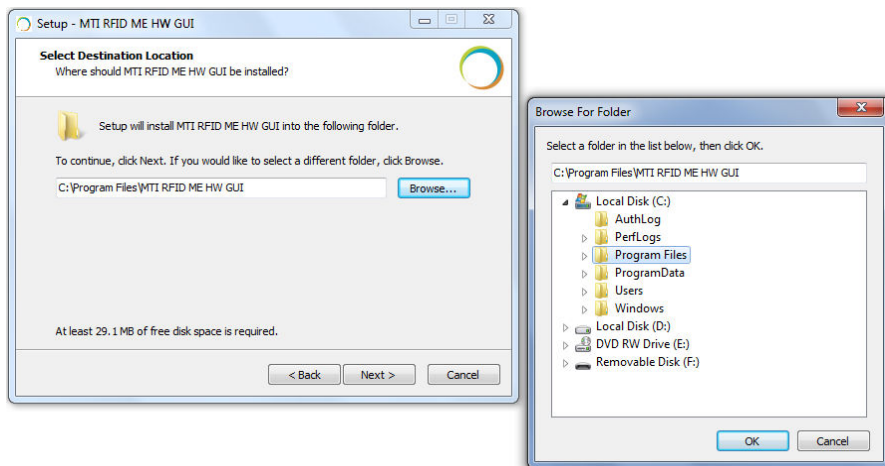 Setup - MTI RFID ME HW GUI
Select Destination Location
Where should MTI RFID ME HW GUI be installed?
Setup will install MTI RFID ME HW GUI into the following folder.
To continue, click Next. If you would like to select a different folder, click Browse.
C:\Program Files\MTI RFID ME HW GUI
Browse...
At least 29.1 MB of free disk space is required.
< Back
Next >
Cancel
Browse For Folder
Select a folder in the list below, then click OK.
C:\Program Files\MTI RFID ME HW GUI
Local Disk (C:)
AuthLog
PerfLogs
Program Files
ProgramData
Users
Windows
Local Disk (D:)
DVD RW Drive (E:)
Removable Disk (F:)
OK
Cancel